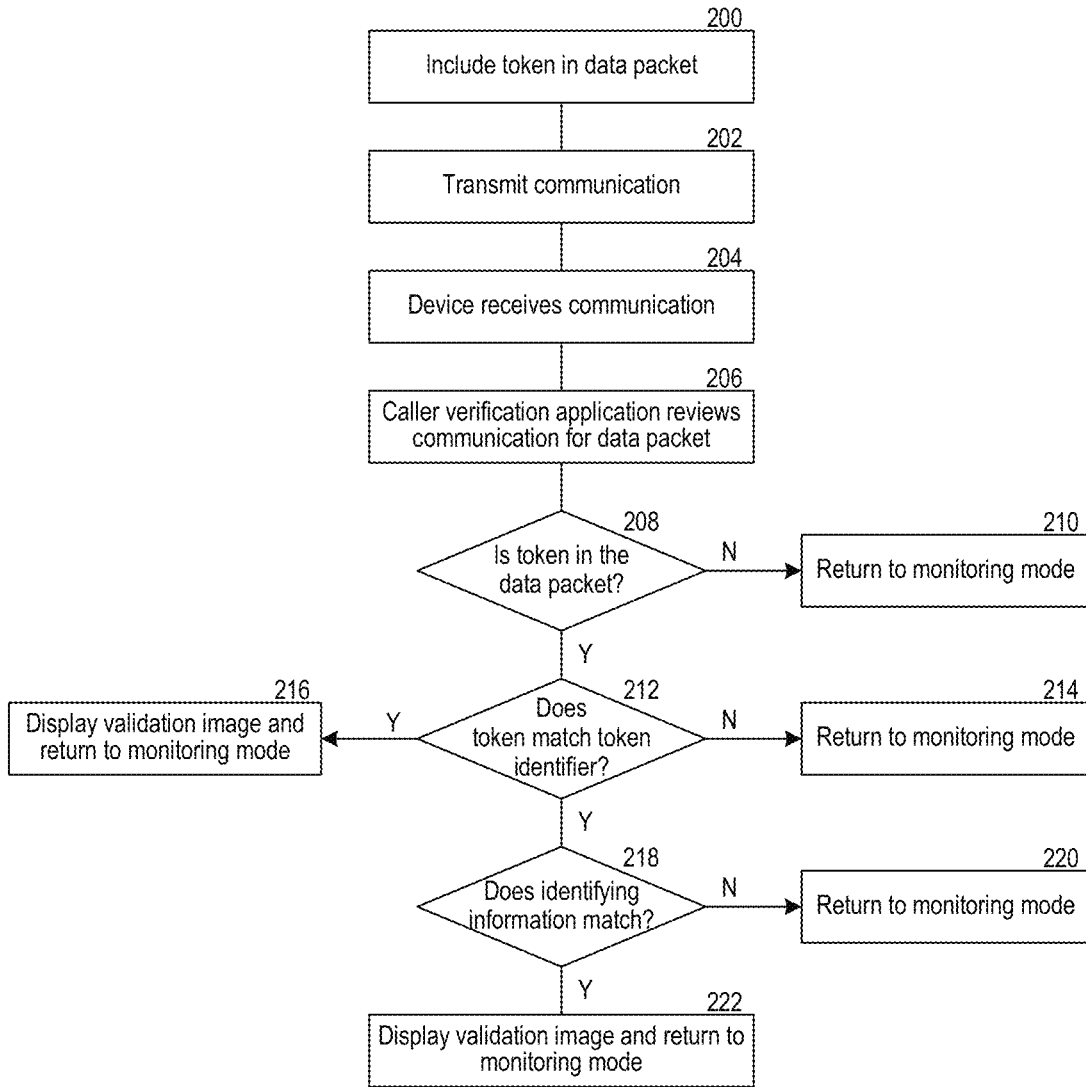 200
Include token in data packet
202
Transmit communication
204
Device receives communication
206
Caller verification application reviews
communication for data packet
208
Is token in the
data packet?
N
210
Return to monitoring mode
Y
216
Display validation image and
return to monitoring mode
Y
212
Does
token match token
identifier?
N
214
Return to monitoring mode
Y
218
Does identifying
information match?
N
220
Return to monitoring mode
Y
222
Display validation image and return to
monitoring mode